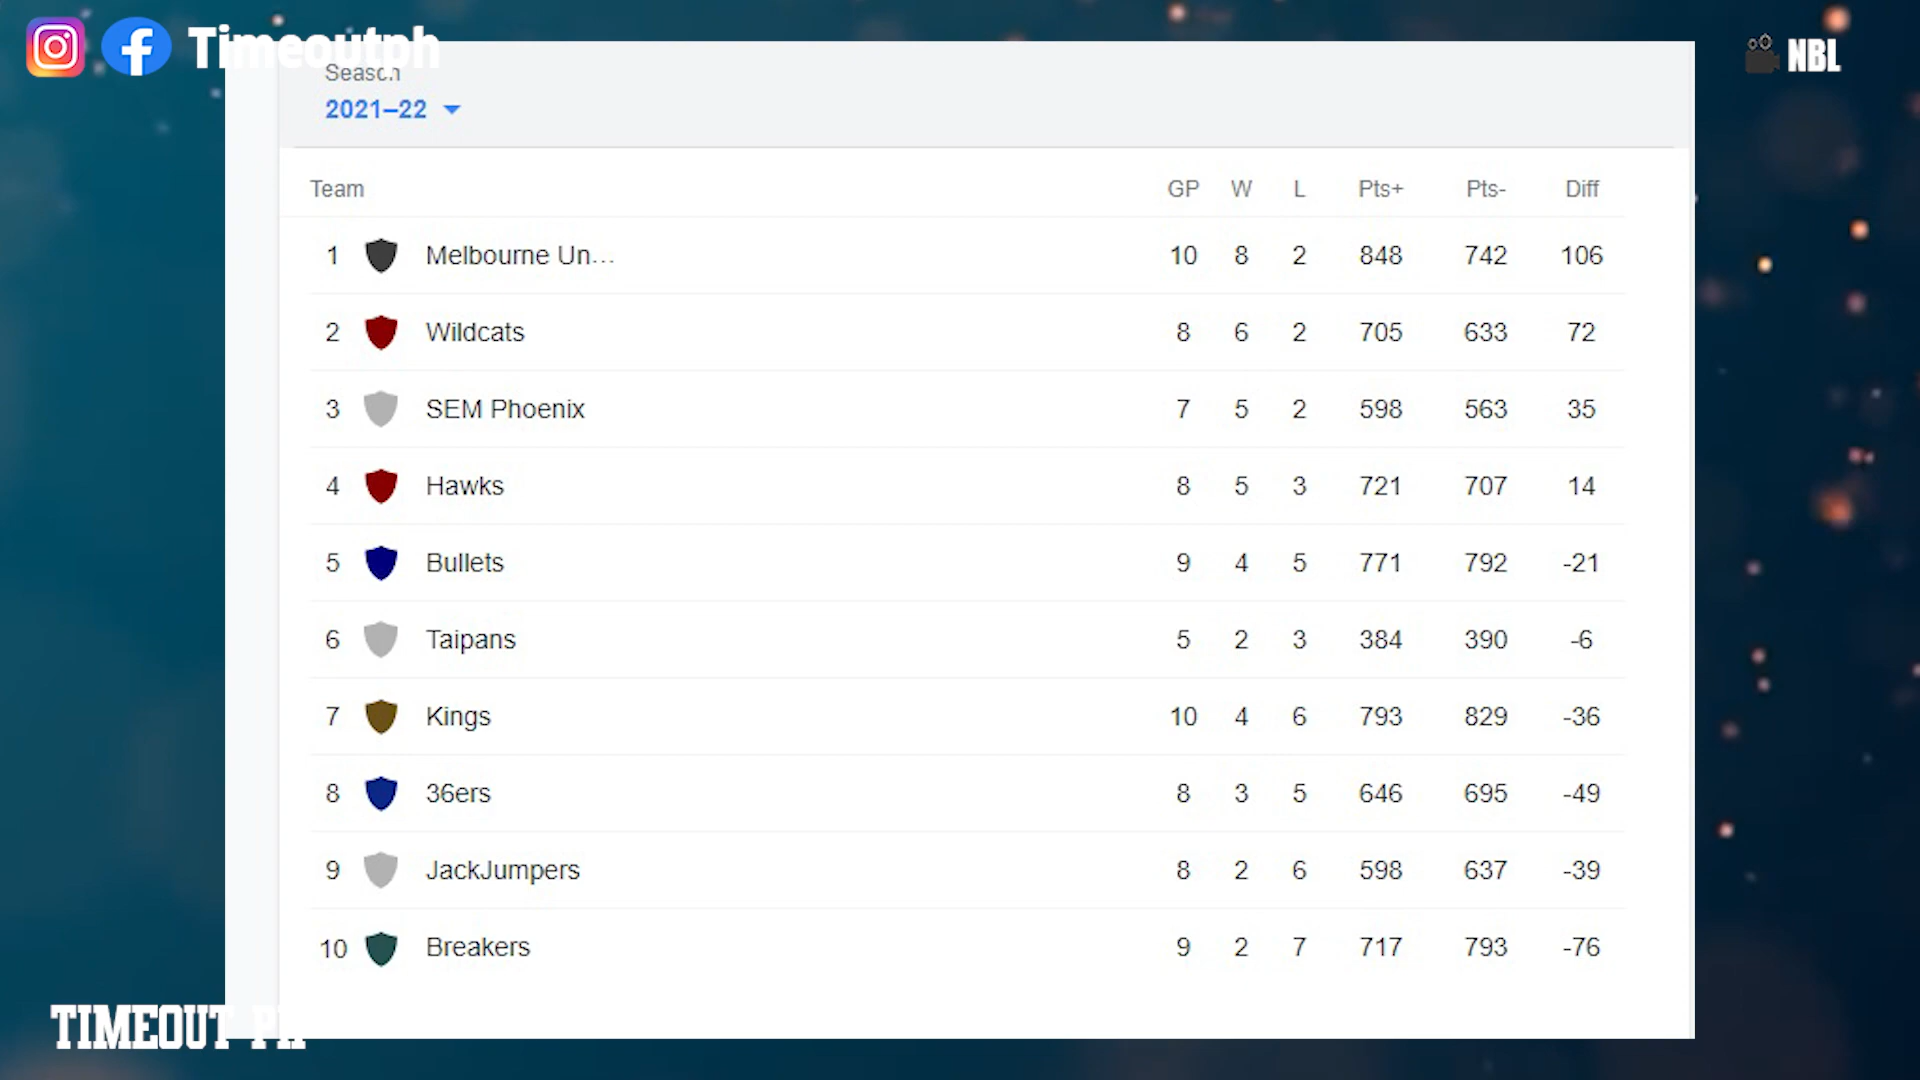 Timeoutph
NBL
Season
2021–22
Team GP W L Pts+ Pts- Diff
1 Melbourne Un... 10 8 2 848 742 106
2 Wildcats 8 6 2 705 633 72
3 SEM Phoenix 7 5 2 598 563 35
4 Hawks 8 5 3 721 707 14
5 Bullets 9 4 5 771 792 -21
6 Taipans 5 2 3 384 390 -6
7 Kings 10 4 6 793 829 -36
8 36ers 8 3 5 646 695 -49
9 JackJumpers 8 2 6 598 637 -39
10 Breakers 9 2 7 717 793 -76
TIMEOUT PH